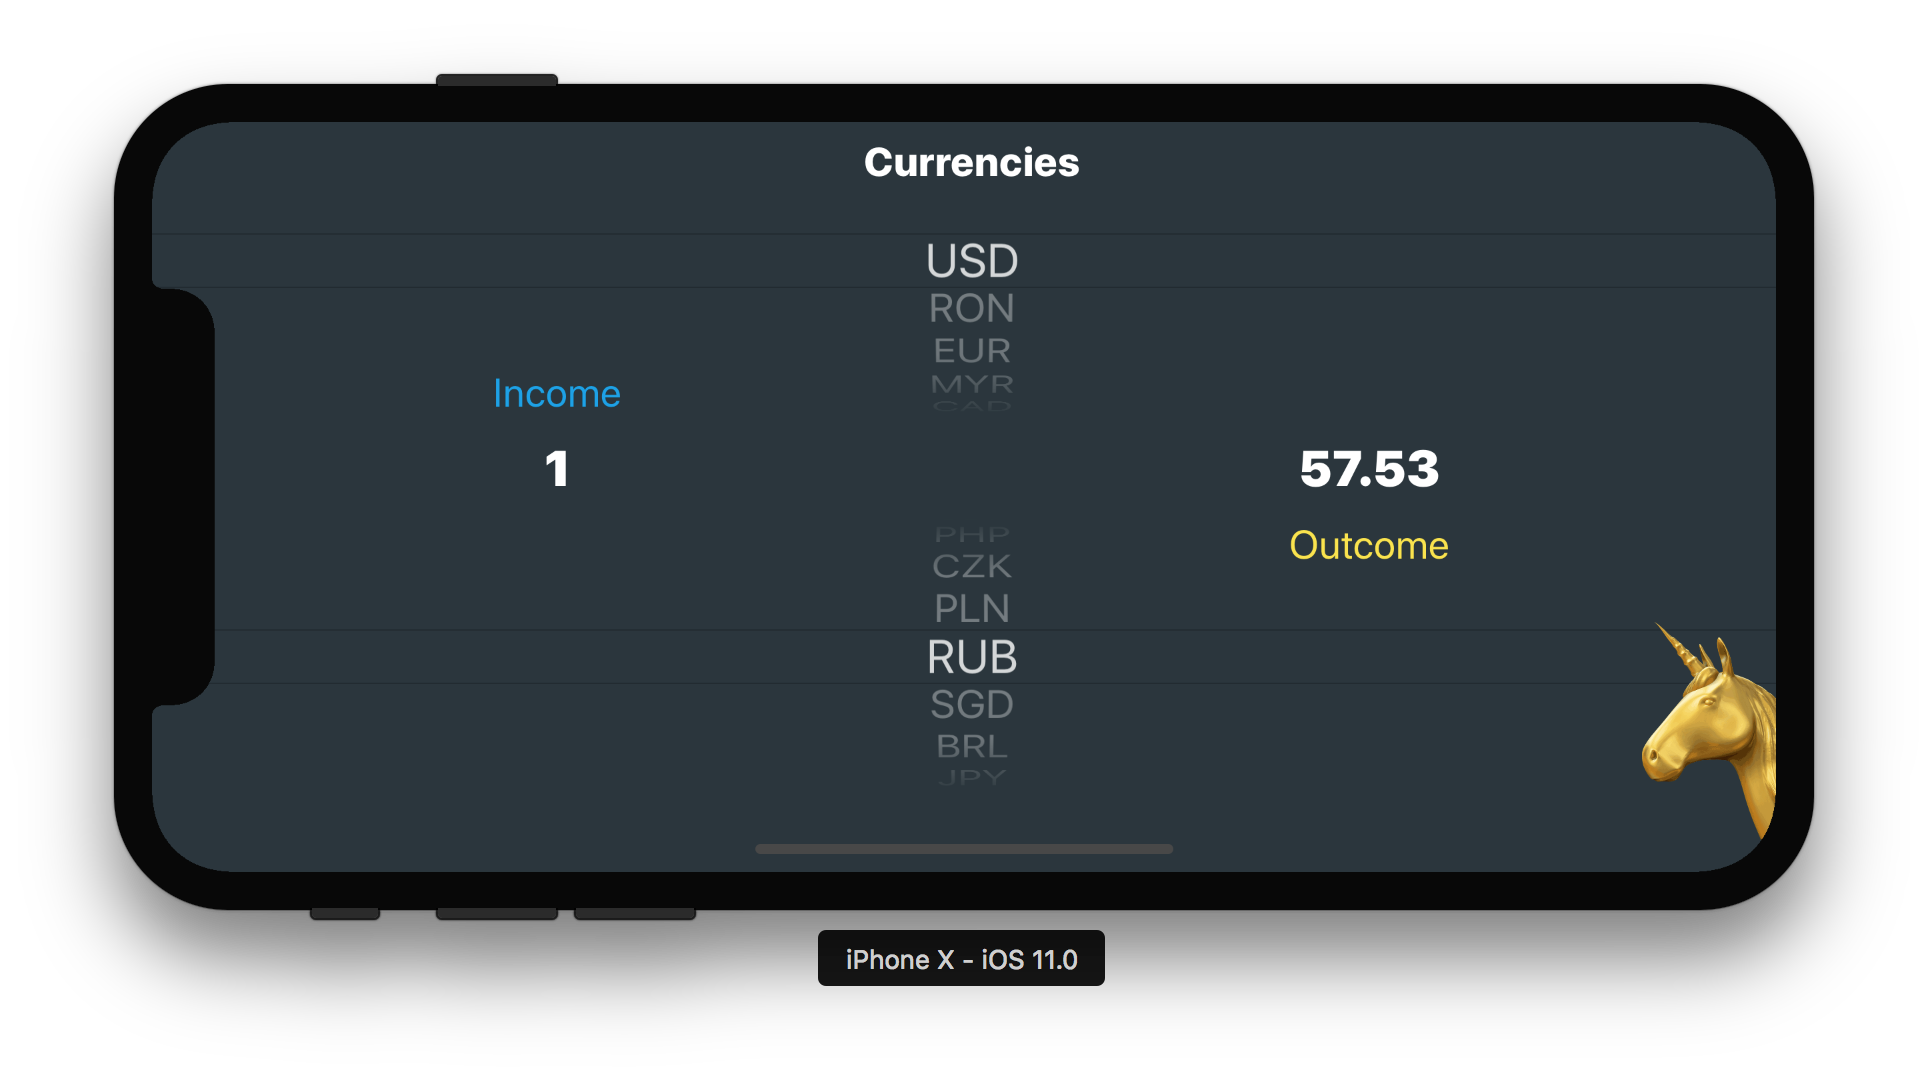 Currencies
USD
RON
EUR
MYR
CAD
Income
1
57.53
Outcome
PHP
CZK
PLN
RUB
SGD
BRL
JPY
iPhone X - iOS 11.0